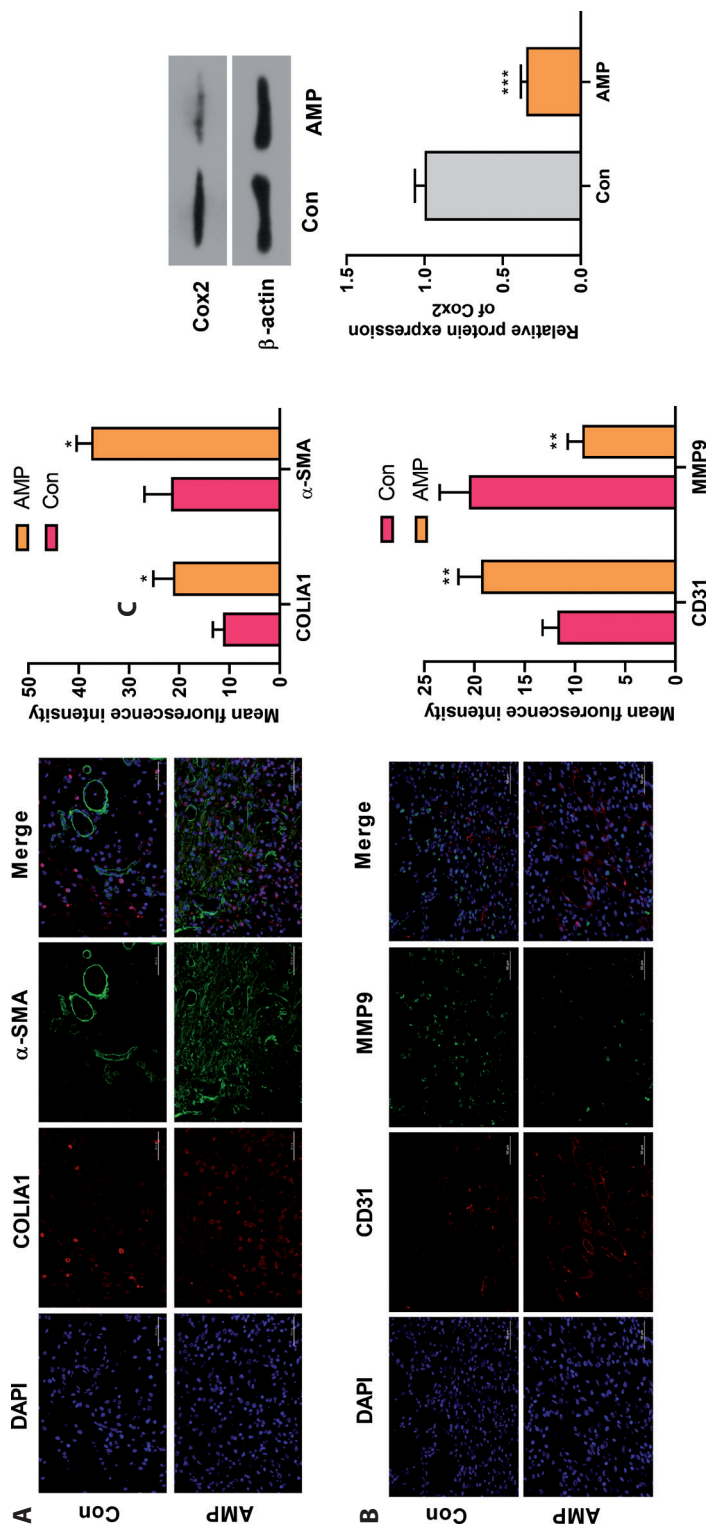 A
DAPI
COLIA1
α-SMA
Merge
Con
AMP
Mean fluorescence intensity
50
40
30
20
10
0
AMP
Con
*
*
COLIA1
α-SMA
B
DAPI
CD31
MMP9
Merge
Con
AMP
Mean fluorescence intensity
25
20
15
10
5
0
Con
AMP
**
**
CD31
MMP9
C
Cox2
β-actin
Con
AMP
Relative protein expression
of Cox2
1.5
1.0
0.5
0.0
***
Con
AMP